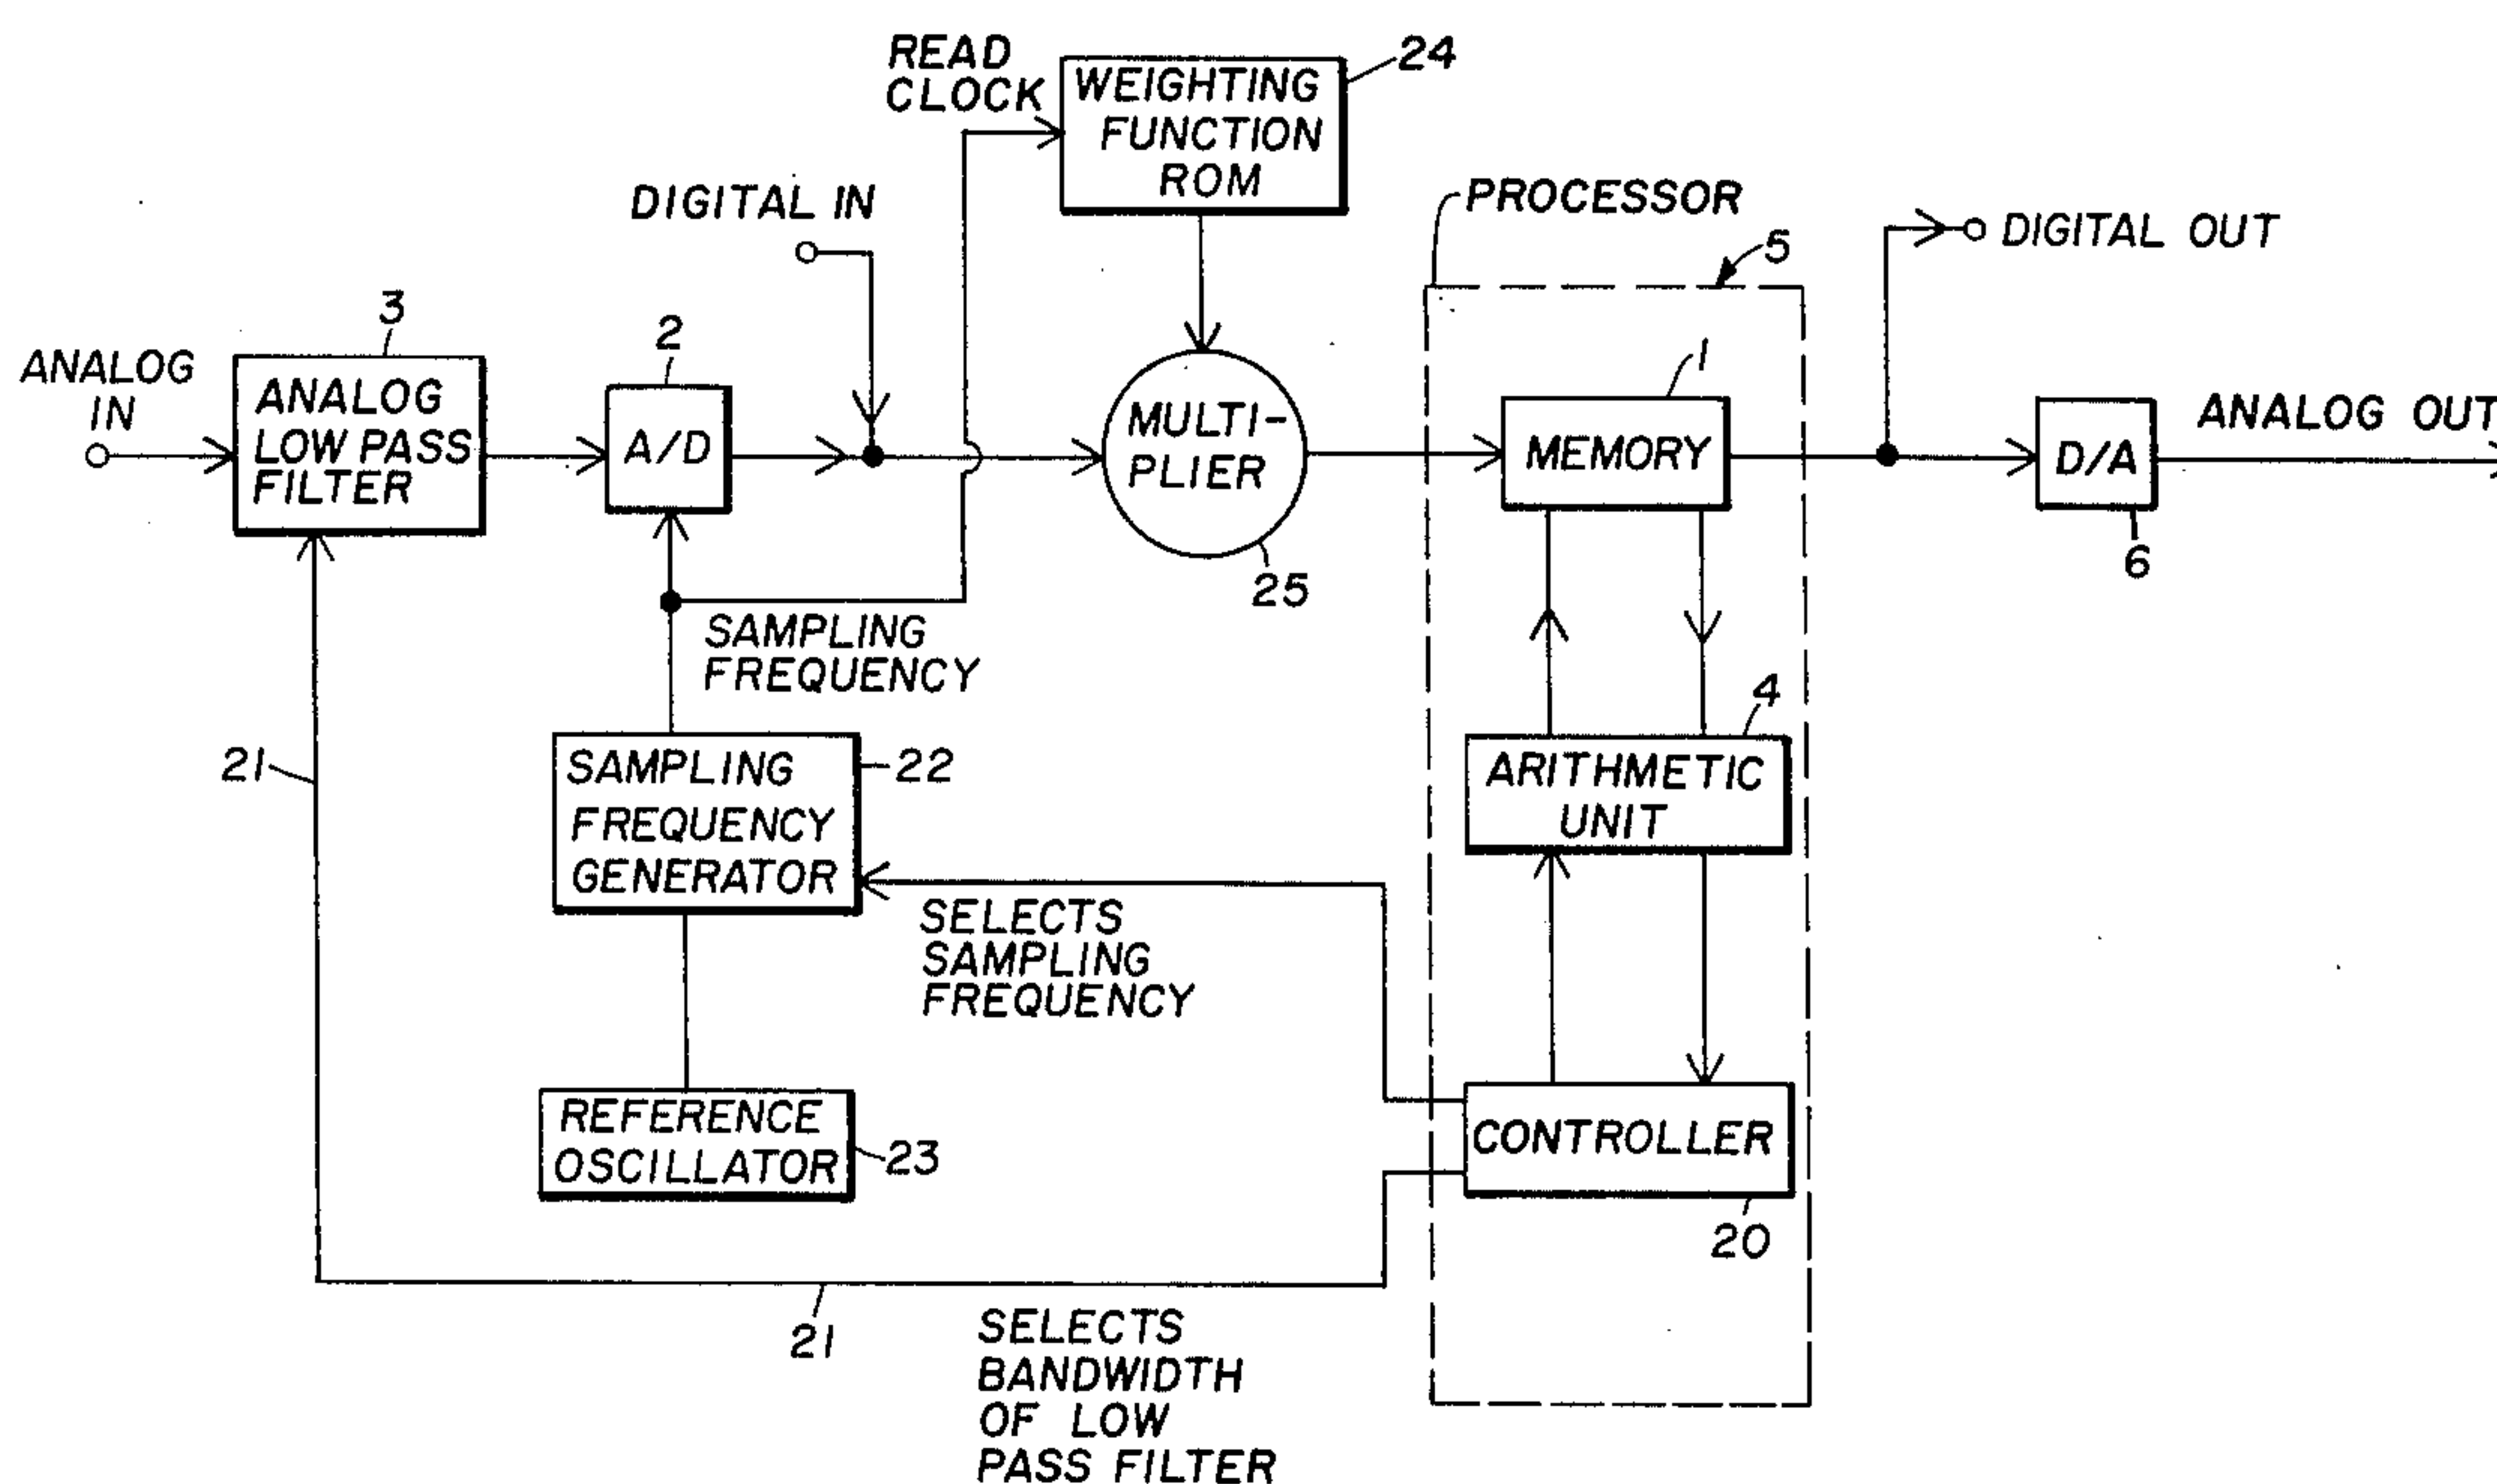 READ
CLOCK
24
WEIGHTING
FUNCTION
ROM
DIGITAL IN
PROCESSOR
5
DIGITAL OUT
3
2
1
ANALOG
IN
ANALOG
LOW PASS
FILTER
A/D
MULTI-
PLIER
MEMORY
D/A
ANALOG OUT
6
25
SAMPLING
FREQUENCY
4
21
SAMPLING
FREQUENCY
GENERATOR
22
ARITHMETIC
UNIT
SELECTS
SAMPLING
FREQUENCY
REFERENCE
OSCILLATOR
23
CONTROLLER
20
21
SELECTS
BANDWIDTH
OF LOW
PASS FILTER